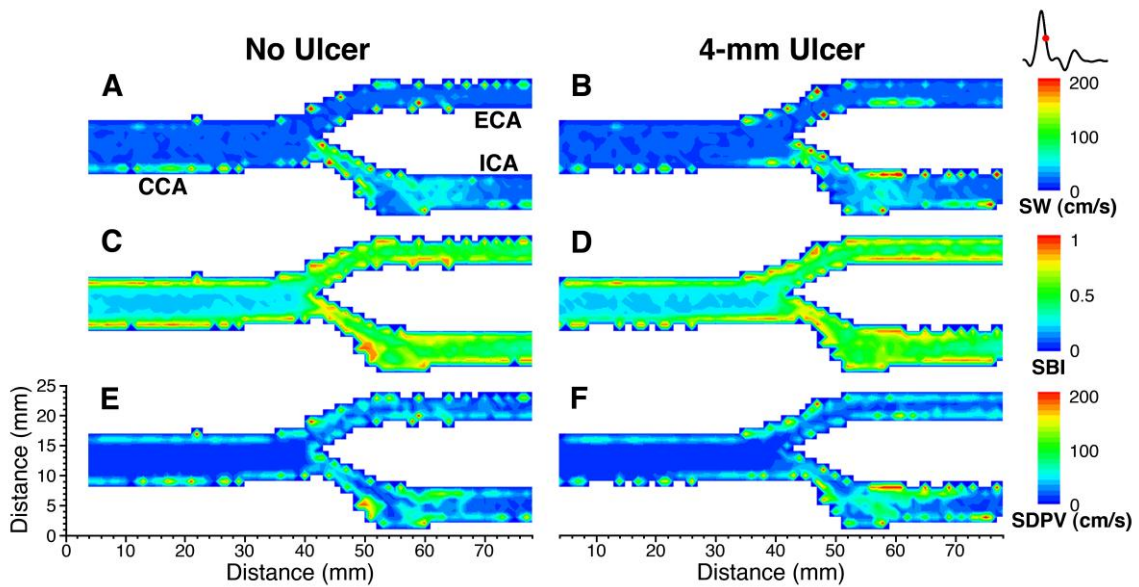 No Ulcer
4-mm Ulcer
A
B
ECA
ICA
CCA
200
100
0
SW (cm/s)
C
D
1
0.5
0
SBI
E
F
25
20
15
10
5
0
Distance (mm)
200
100
0
SDPV (cm/s)
0 10 20 30 40 50 60 70
10 20 30 40 50 60 70
Distance (mm)
Distance (mm)